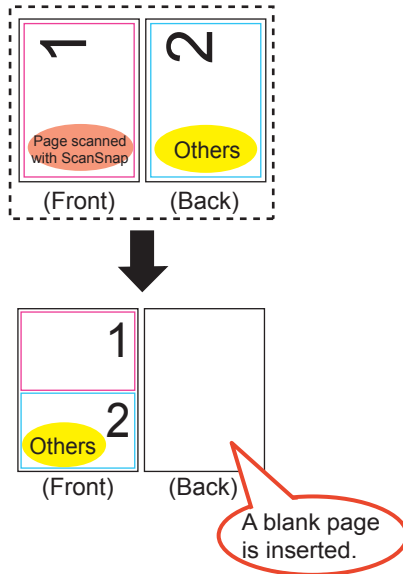 1
2
Page scanned
with ScanSnap
Others
(Front)
(Back)
1
2
Others
(Front)
(Back)
A blank page
is inserted.